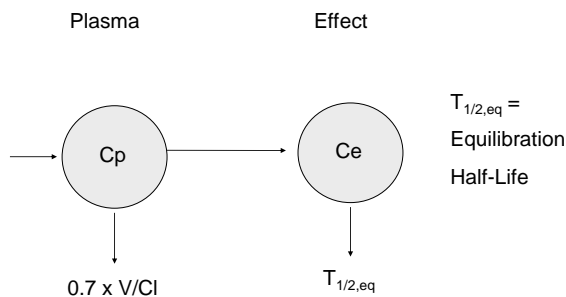 Plasma
Effect
Cp
Ce
T1/2,eq =
Equilibration
Half-Life
0.7 x V/Cl
T1/2,eq